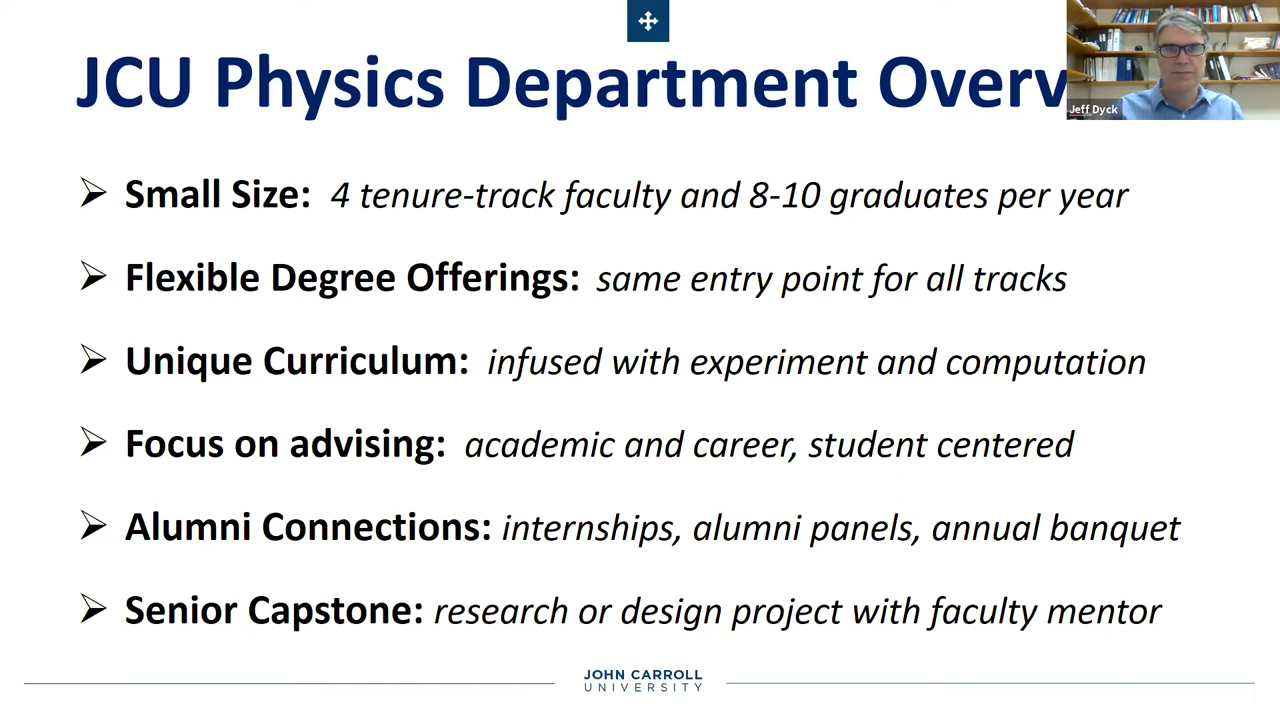 JCU Physics Department Overv
Jeff Dyck
➢ Small Size: 4 tenure-track faculty and 8-10 graduates per year
➢ Flexible Degree Offerings: same entry point for all tracks
➢ Unique Curriculum: infused with experiment and computation
➢ Focus on advising: academic and career, student centered
➢ Alumni Connections: internships, alumni panels, annual banquet
➢ Senior Capstone: research or design project with faculty mentor
JOHN CARROLL
UNIVERSITY